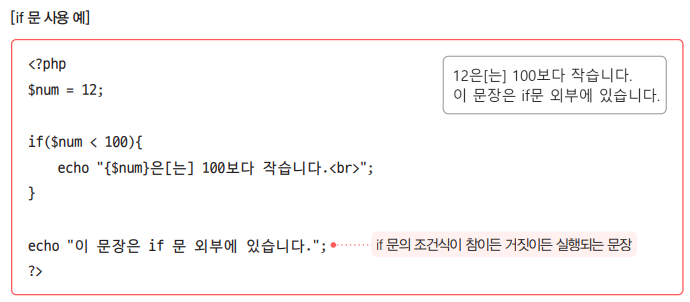 [if 문 사용 예]
<?php
$num = 12;
12은[는] 100보다 작습니다.
이 문장은 if문 외부에 있습니다.
if($num < 100){
    echo "{$num}은[는] 100보다 작습니다.<br>";
}
echo "이 문장은 if 문 외부에 있습니다."; if 문의 조건식이 참이든 거짓이든 실행되는 문장
?>